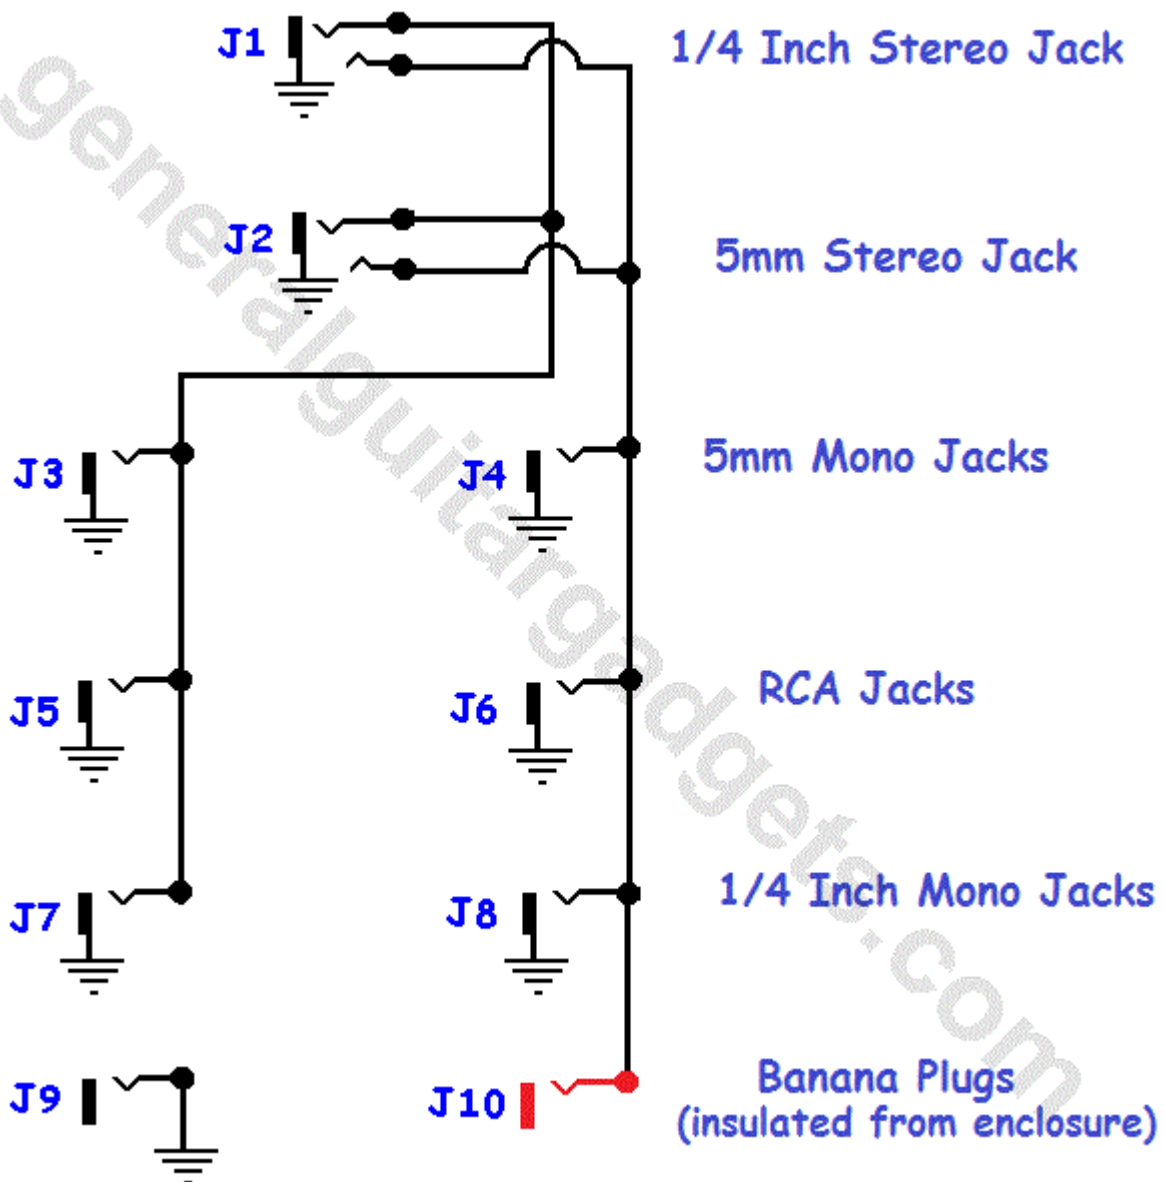 J1
1/4 Inch Stereo Jack
J2
5mm Stereo Jack
J3
J4
5mm Mono Jacks
J5
J6
RCA Jacks
J7
J8
1/4 Inch Mono Jacks
J9
J10
Banana Plugs
(insulated from enclosure)
generalguitargadgets.com